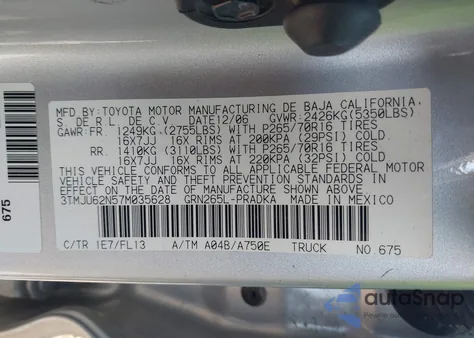 MFD. BY: TOYOTA MOTOR MANUFACTURING DE BAJA CALIFORNIA,
S. DE R. L. DE C. V. DATE 12/06 GVWR: 2426KG(5350LBS)
GAWR:FR. 1249KG (2755LBS) WITH P265/70R16 TIRES
16X7JJ 16X RIMS AT 200KPA (29PSI) COLD.
RR. 1410KG (3110LBS) WITH P265/70R16 TIRES
16X7JJ 16X RIMS AT 220KPA (32PSI) COLD.
THIS VEHICLE CONFORMS TO ALL APPLICABLE FEDERAL MOTOR
VEHICLE SAFETY AND THEFT PREVENTION STANDARDS IN
EFFECT ON THE DATE OF MANUFACTURE SHOWN ABOVE.
3TMJU62N57M035628 GRN265L-PRADKA MADE IN MEXICO
C/TR 1E7/FL13 A/TM A04B/A750E TRUCK NO. 675
675
autoSnap